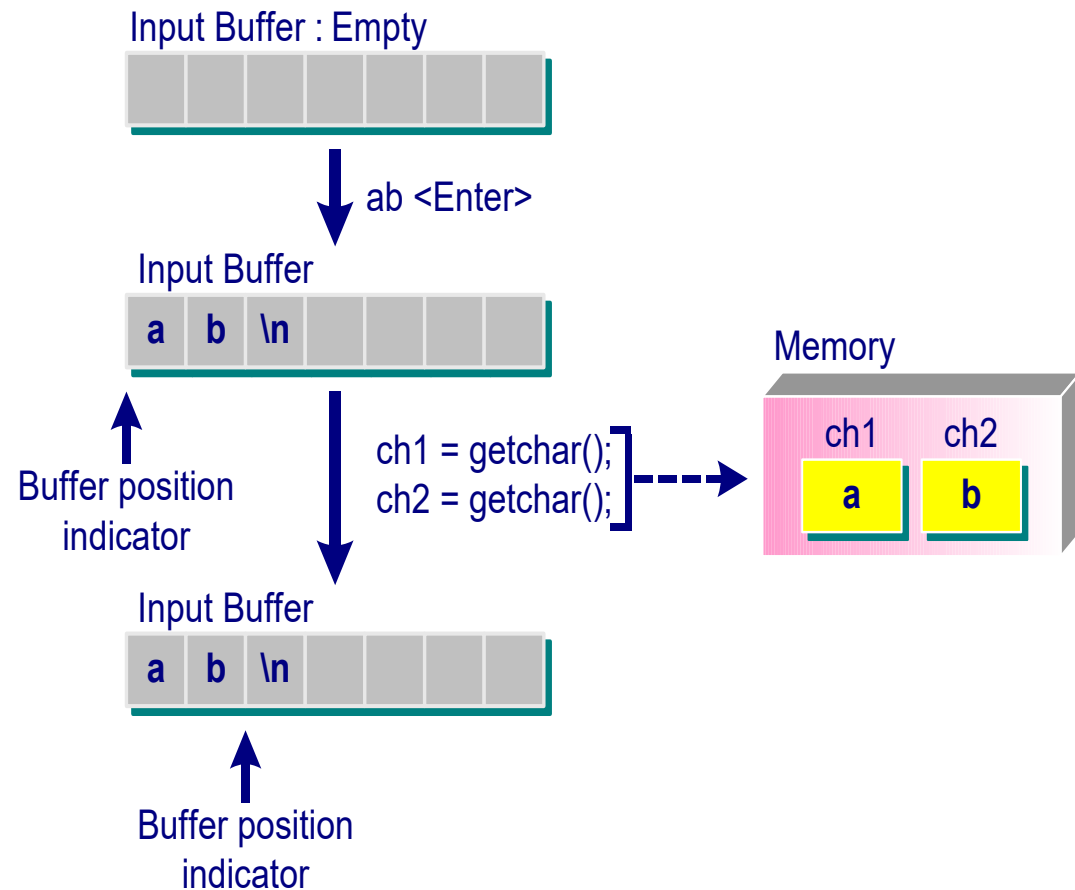 Input Buffer : Empty
ab <Enter>
Input Buffer
a b \n
Buffer position
indicator
ch1 = getchar();
ch2 = getchar();
Memory
ch1 ch2
a b
Input Buffer
a b \n
Buffer position
indicator